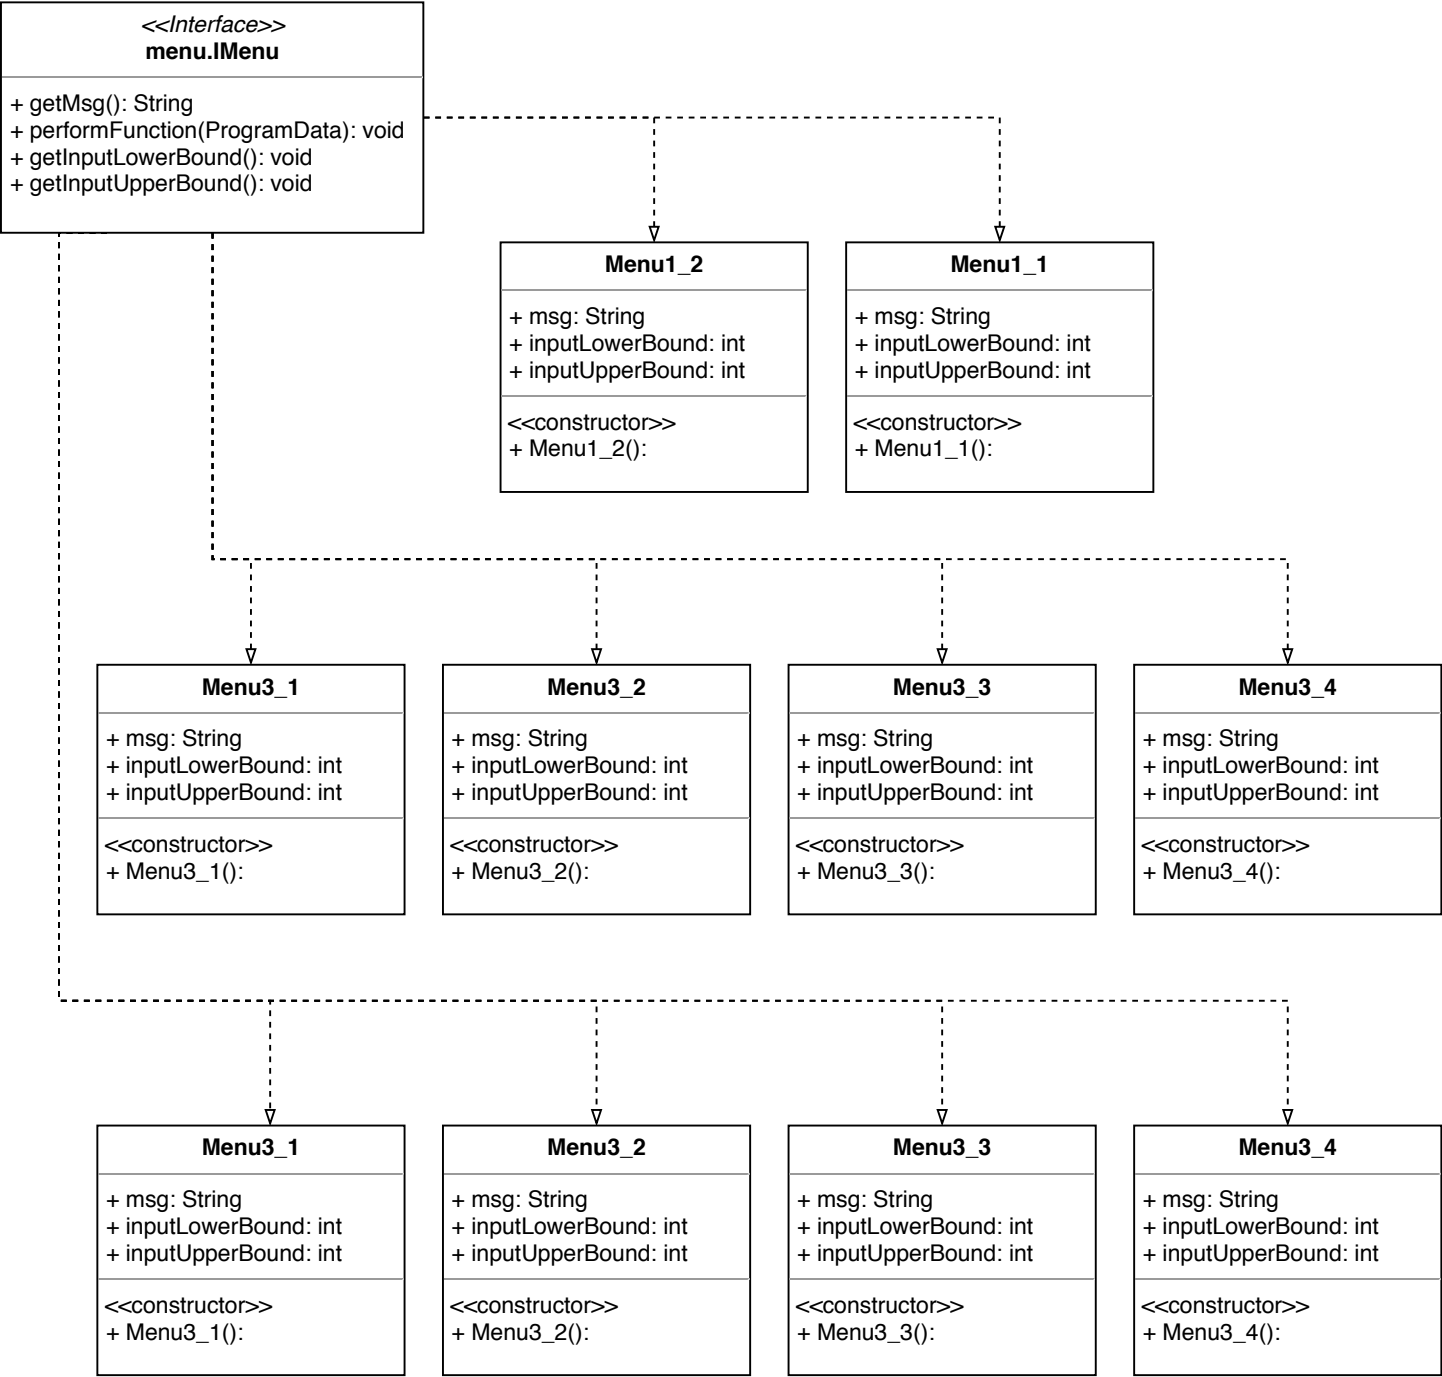 <<Interface>>
menu.IMenu
+ getMsg(): String
+ performFunction(ProgramData): void
+ getInputLowerBound(): void
+ getInputUpperBound(): void
Menu1_2
+ msg: String
+ inputLowerBound: int
+ inputUpperBound: int
<<constructor>>
+ Menu1_2():
Menu1_1
+ msg: String
+ inputLowerBound: int
+ inputUpperBound: int
<<constructor>>
+ Menu1_1():
Menu3_1
+ msg: String
+ inputLowerBound: int
+ inputUpperBound: int
<<constructor>>
+ Menu3_1():
Menu3_2
+ msg: String
+ inputLowerBound: int
+ inputUpperBound: int
<<constructor>>
+ Menu3_2():
Menu3_3
+ msg: String
+ inputLowerBound: int
+ inputUpperBound: int
<<constructor>>
+ Menu3_3():
Menu3_4
+ msg: String
+ inputLowerBound: int
+ inputUpperBound: int
<<constructor>>
+ Menu3_4():
Menu3_1
+ msg: String
+ inputLowerBound: int
+ inputUpperBound: int
<<constructor>>
+ Menu3_1():
Menu3_2
+ msg: String
+ inputLowerBound: int
+ inputUpperBound: int
<<constructor>>
+ Menu3_2():
Menu3_3
+ msg: String
+ inputLowerBound: int
+ inputUpperBound: int
<<constructor>>
+ Menu3_3():
Menu3_4
+ msg: String
+ inputLowerBound: int
+ inputUpperBound: int
<<constructor>>
+ Menu3_4():